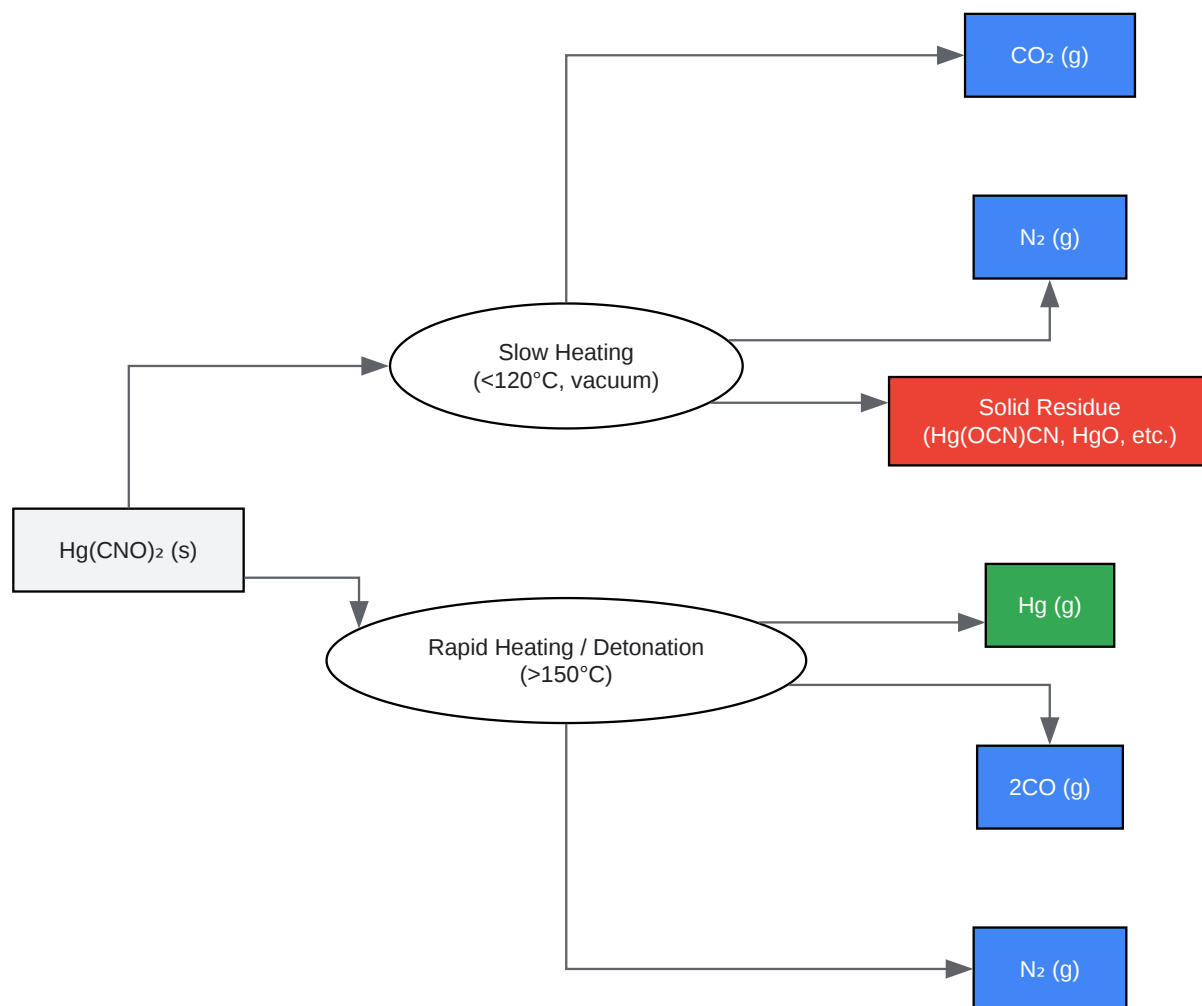 CO₂ (g)
N₂ (g)
Slow Heating
(<120°C, vacuum)
Solid Residue
(Hg(OCN)CN, HgO, etc.)
Hg(CNO)₂ (s)
Hg (g)
Rapid Heating / Detonation
(>150°C)
2CO (g)
N₂ (g)